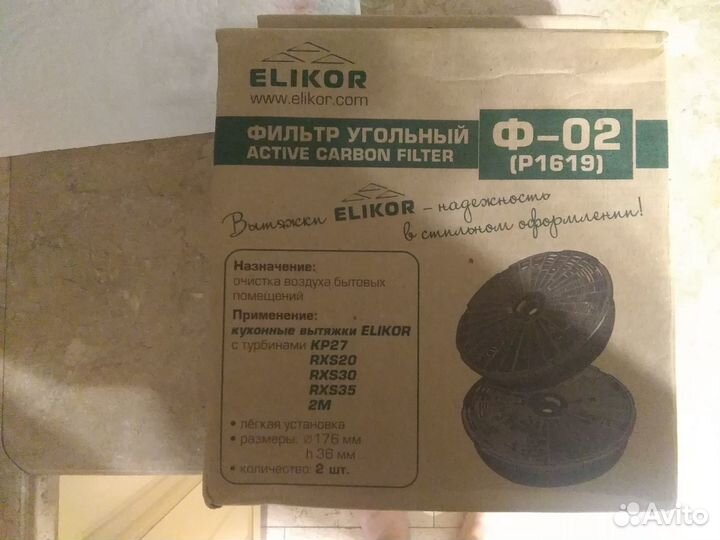 ELIKOR
www.elikor.com
ФИЛЬТР УГОЛЬНЫЙ
ACTIVE CARBON FILTER
Ф-02
(P1619)
Вытяжки ELIKOR – надежность
в стильном оформлении!
Назначение:
очистка воздуха бытовых
помещений
Применение:
кухонные вытяжки ELIKOR
с турбинами КР27
RXS20
RXS30
RXS35
2М
• лёгкая установка
• размеры: ⌀176 мм
h 36 мм
• количество: 2 шт.
Avito